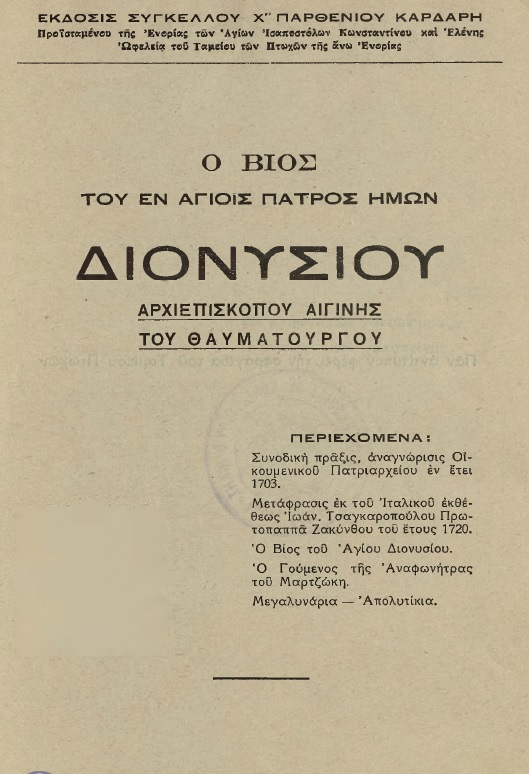 ΕΚΔΟΣΙΣ ΣΥΓΚΕΛΛΟΥ Χ" ΠΑΡΘΕΝΙΟΥ ΚΑΡΔΑΡΗ
Προϊσταμένου τῆς Ἐνορίας τῶν Ἁγίων Ἰσαποστόλων Κωνσταντίνου καὶ Ἑλένης
Ὠφελείᾳ τοῦ Ταμείου τῶν Πτωχῶν τῆς ἄνω Ἐνορίας
Ο ΒΙΟΣ
ΤΟΥ ΕΝ ΑΓΙΟΙΣ ΠΑΤΡΟΣ ΗΜΩΝ
ΔΙΟΝΥΣΙΟΥ
ΑΡΧΙΕΠΙΣΚΟΠΟΥ ΑΙΓΙΝΗΣ
ΤΟΥ ΘΑΥΜΑΤΟΥΡΓΟΥ
ΠΕΡΙΕΧΟΜΕΝΑ:
Συνοδικὴ πρᾶξις, ἀναγνώρισις Οἰ-
κουμενικοῦ Πατριαρχείου ἐν ἔτει
1703.
Μετάφρασις ἐκ τοῦ Ἰταλικοῦ ἐκθέ-
θεως Ἰωάν. Τσαγκαροπούλου Πρω-
τοπαππᾶ Ζακύνθου τοῦ ἔτους 1720.
Ὁ Βίος τοῦ Ἁγίου Διονυσίου.
Ὁ Γούμενος τῆς Ἀναφωνήτρας
τοῦ Μαρτζώκη.
Μεγαλυνάρια — Ἀπολυτίκια.